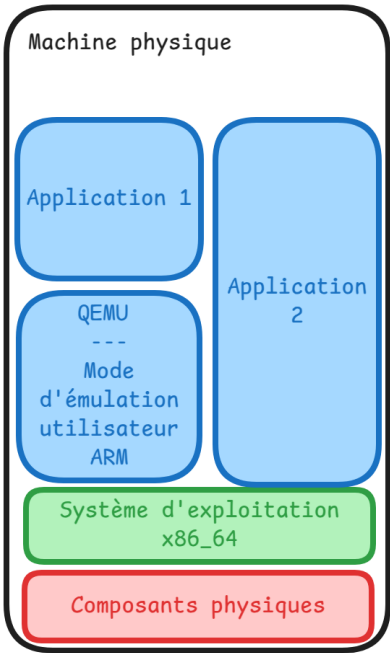 Machine physique
Application 1
QEMU
---
Mode
d'émulation
utilisateur
ARM
Application
2
Système d'exploitation
x86_64
Composants physiques